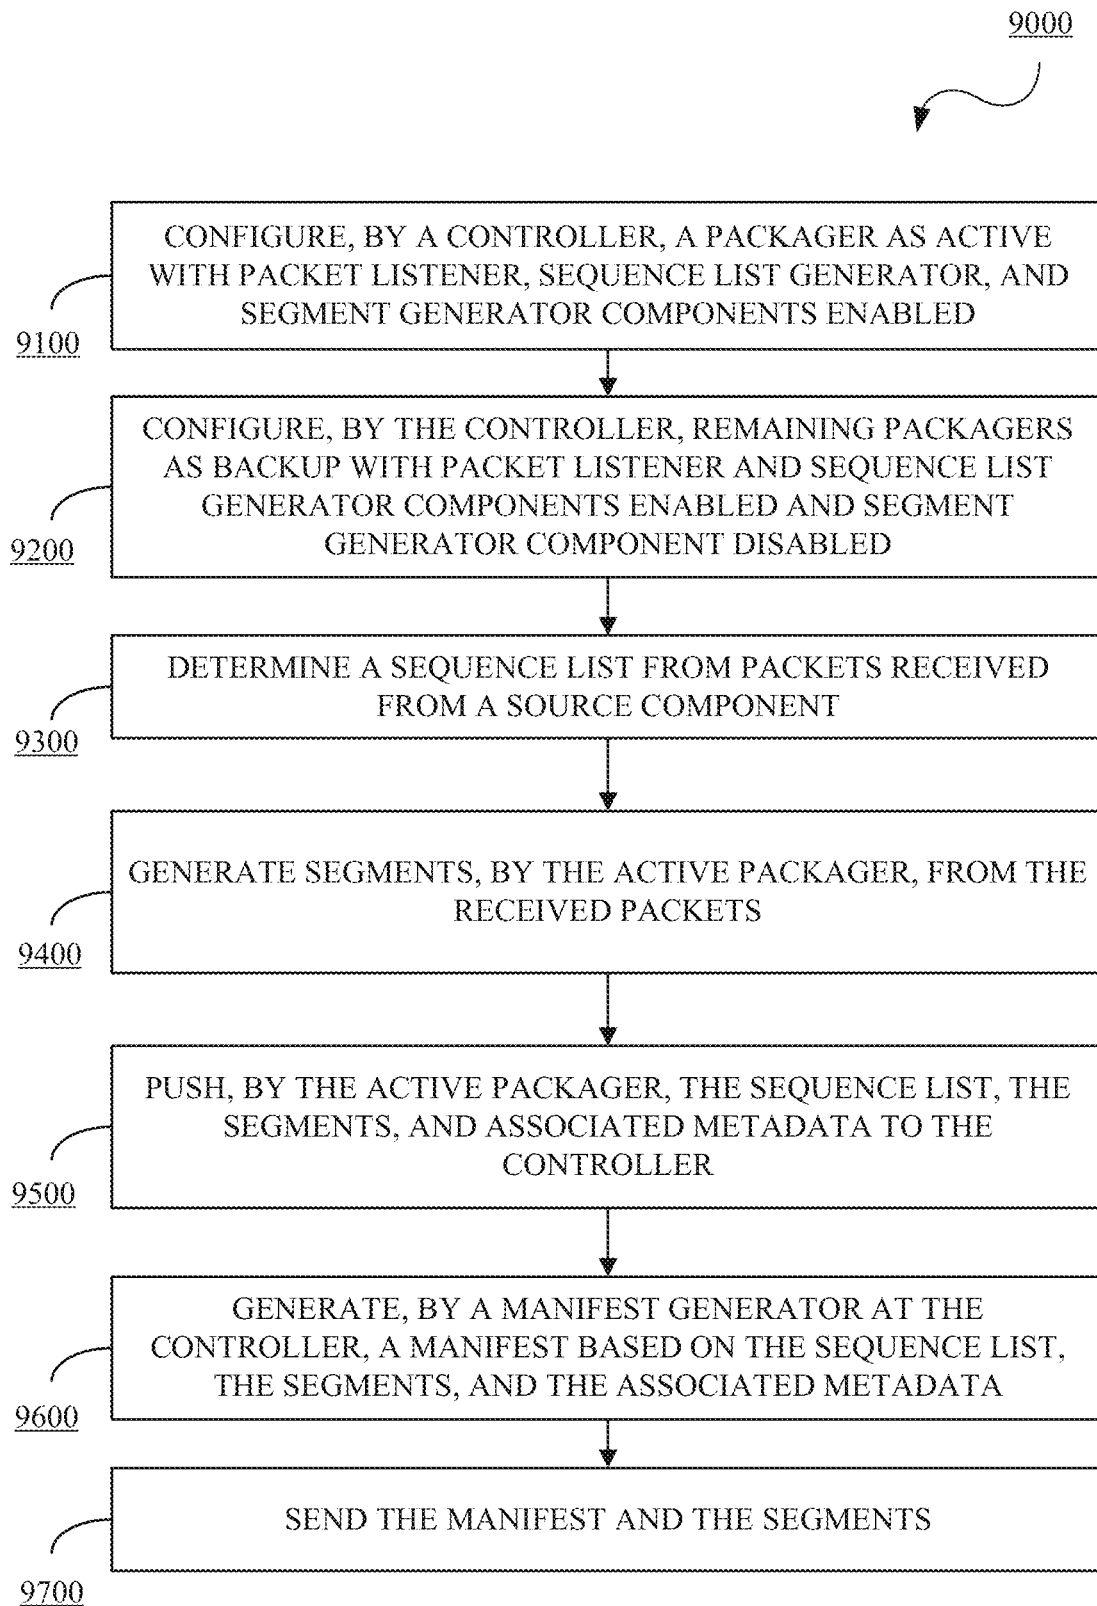 9000
CONFIGURE, BY A CONTROLLER, A PACKAGER AS ACTIVE
WITH PACKET LISTENER, SEQUENCE LIST GENERATOR, AND
SEGMENT GENERATOR COMPONENTS ENABLED
9100
CONFIGURE, BY THE CONTROLLER, REMAINING PACKAGERS
AS BACKUP WITH PACKET LISTENER AND SEQUENCE LIST
GENERATOR COMPONENTS ENABLED AND SEGMENT
GENERATOR COMPONENT DISABLED
9200
DETERMINE A SEQUENCE LIST FROM PACKETS RECEIVED
FROM A SOURCE COMPONENT
9300
GENERATE SEGMENTS, BY THE ACTIVE PACKAGER, FROM THE
RECEIVED PACKETS
9400
PUSH, BY THE ACTIVE PACKAGER, THE SEQUENCE LIST, THE
SEGMENTS, AND ASSOCIATED METADATA TO THE
CONTROLLER
9500
GENERATE, BY A MANIFEST GENERATOR AT THE
CONTROLLER, A MANIFEST BASED ON THE SEQUENCE LIST,
THE SEGMENTS, AND THE ASSOCIATED METADATA
9600
SEND THE MANIFEST AND THE SEGMENTS
9700